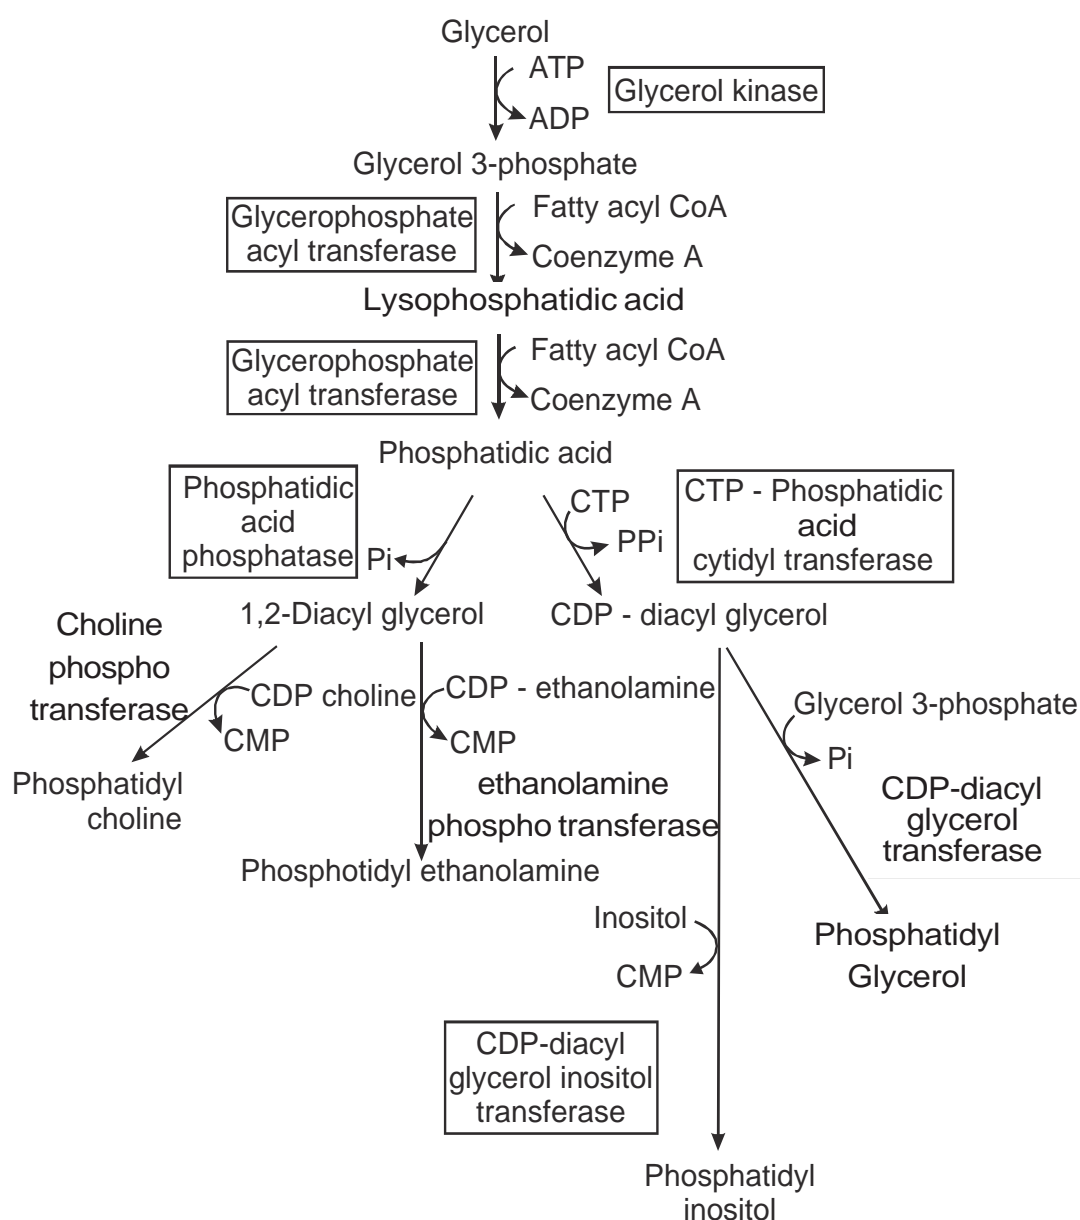 Glycerol
ATP
Glycerol kinase
ADP
Glycerol 3-phosphate
Glycerophosphate
acyl transferase
Fatty acyl CoA
Coenzyme A
Lysophosphatidic acid
Glycerophosphate
acyl transferase
Fatty acyl CoA
Coenzyme A
Phosphatidic acid
Phosphatidic
acid
phosphatase
Pi
CTP
PPi
CTP - Phosphatidic
acid
cytidyl transferase
1,2-Diacyl glycerol
CDP - diacyl glycerol
Choline
phospho
transferase
CDP choline
CMP
CDP - ethanolamine
CMP
Glycerol 3-phosphate
Pi
Phosphatidyl
choline
ethanolamine
phospho transferase
CDP-diacyl
glycerol
transferase
Phosphotidyl ethanolamine
Inositol
CMP
Phosphatidyl
Glycerol
CDP-diacyl
glycerol inositol
transferase
Phosphatidyl
inositol